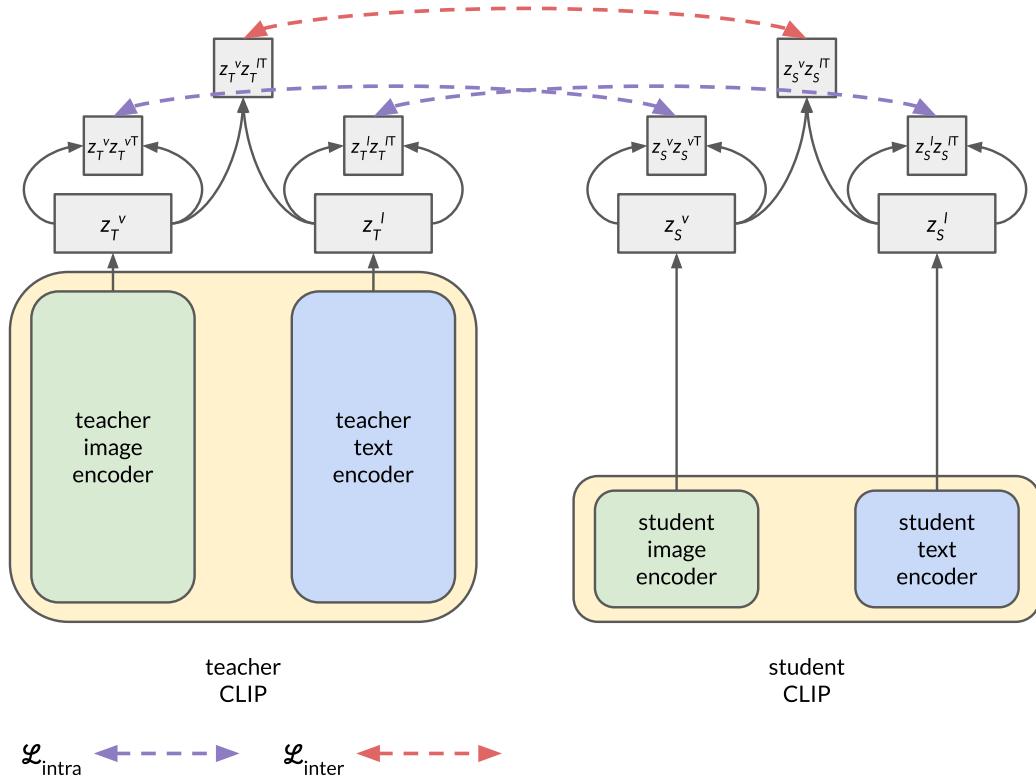 z_T^v z_T^{lT}
z_S^v z_S^{lT}
z_T^v z_T^{vT}
z_T^l z_T^{lT}
z_S^v z_S^{vT}
z_S^l z_S^{lT}
z_T^v
z_T^l
z_S^v
z_S^l
teacher
image
encoder
teacher
text
encoder
student
image
encoder
student
text
encoder
teacher
CLIP
student
CLIP
ℒ_intra
ℒ_inter